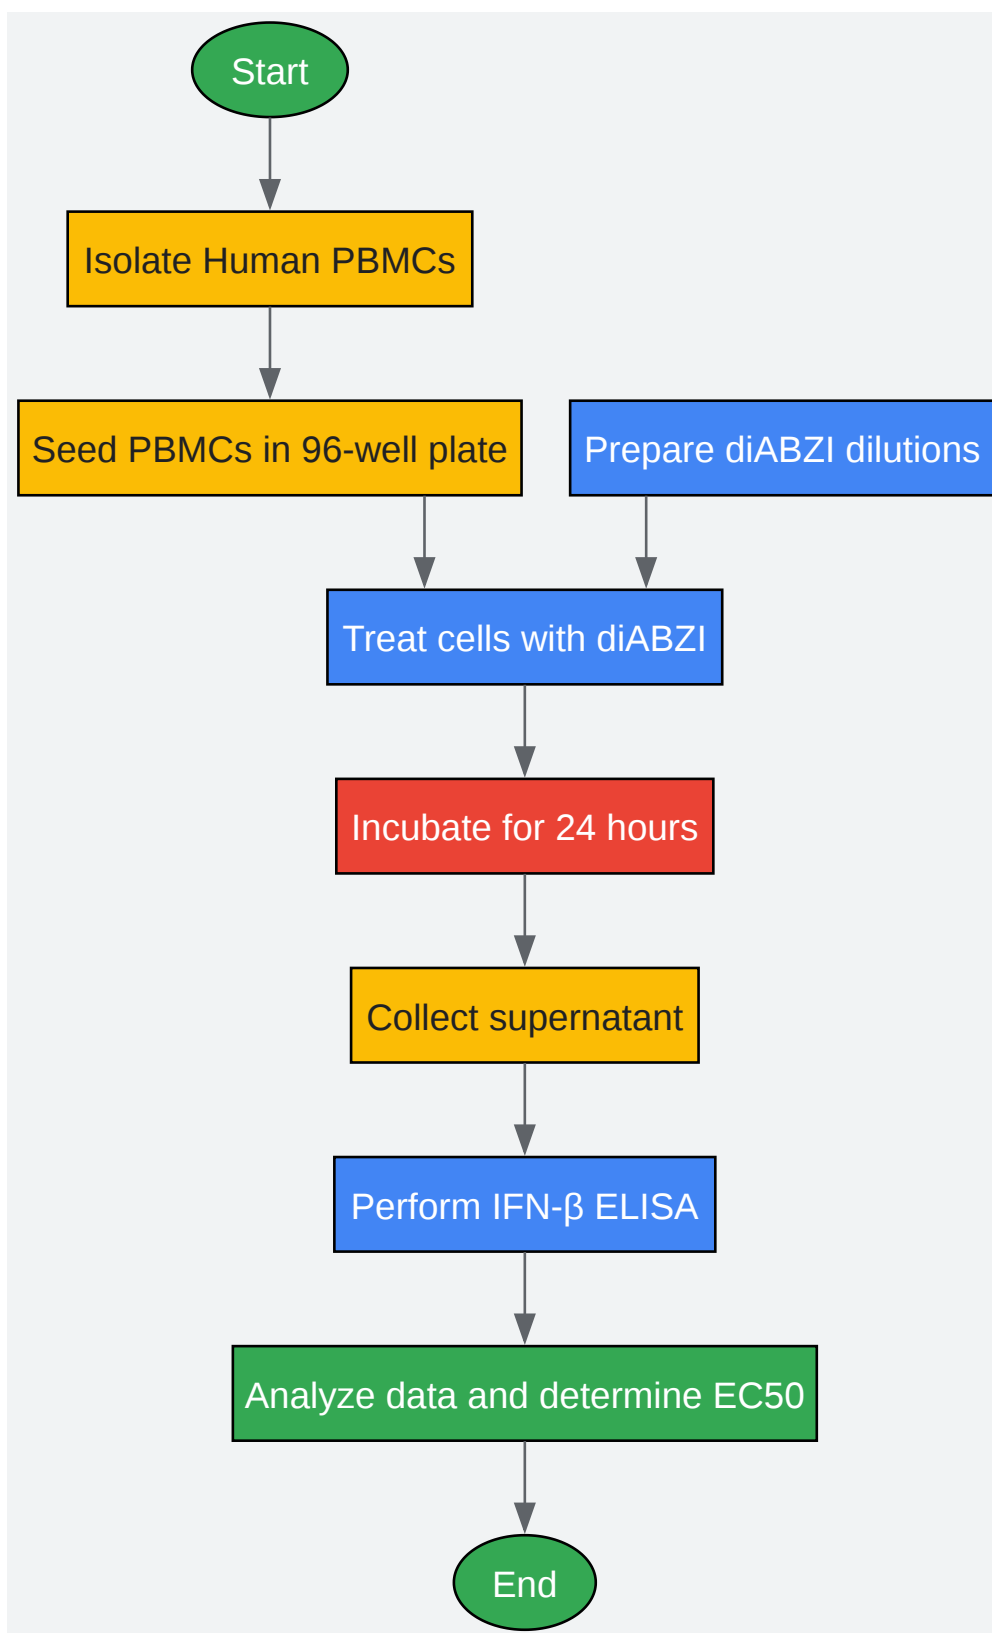 Start
Isolate Human PBMCs
Seed PBMCs in 96-well plate
Prepare diABZI dilutions
Treat cells with diABZI
Incubate for 24 hours
Collect supernatant
Perform IFN-β ELISA
Analyze data and determine EC50
End